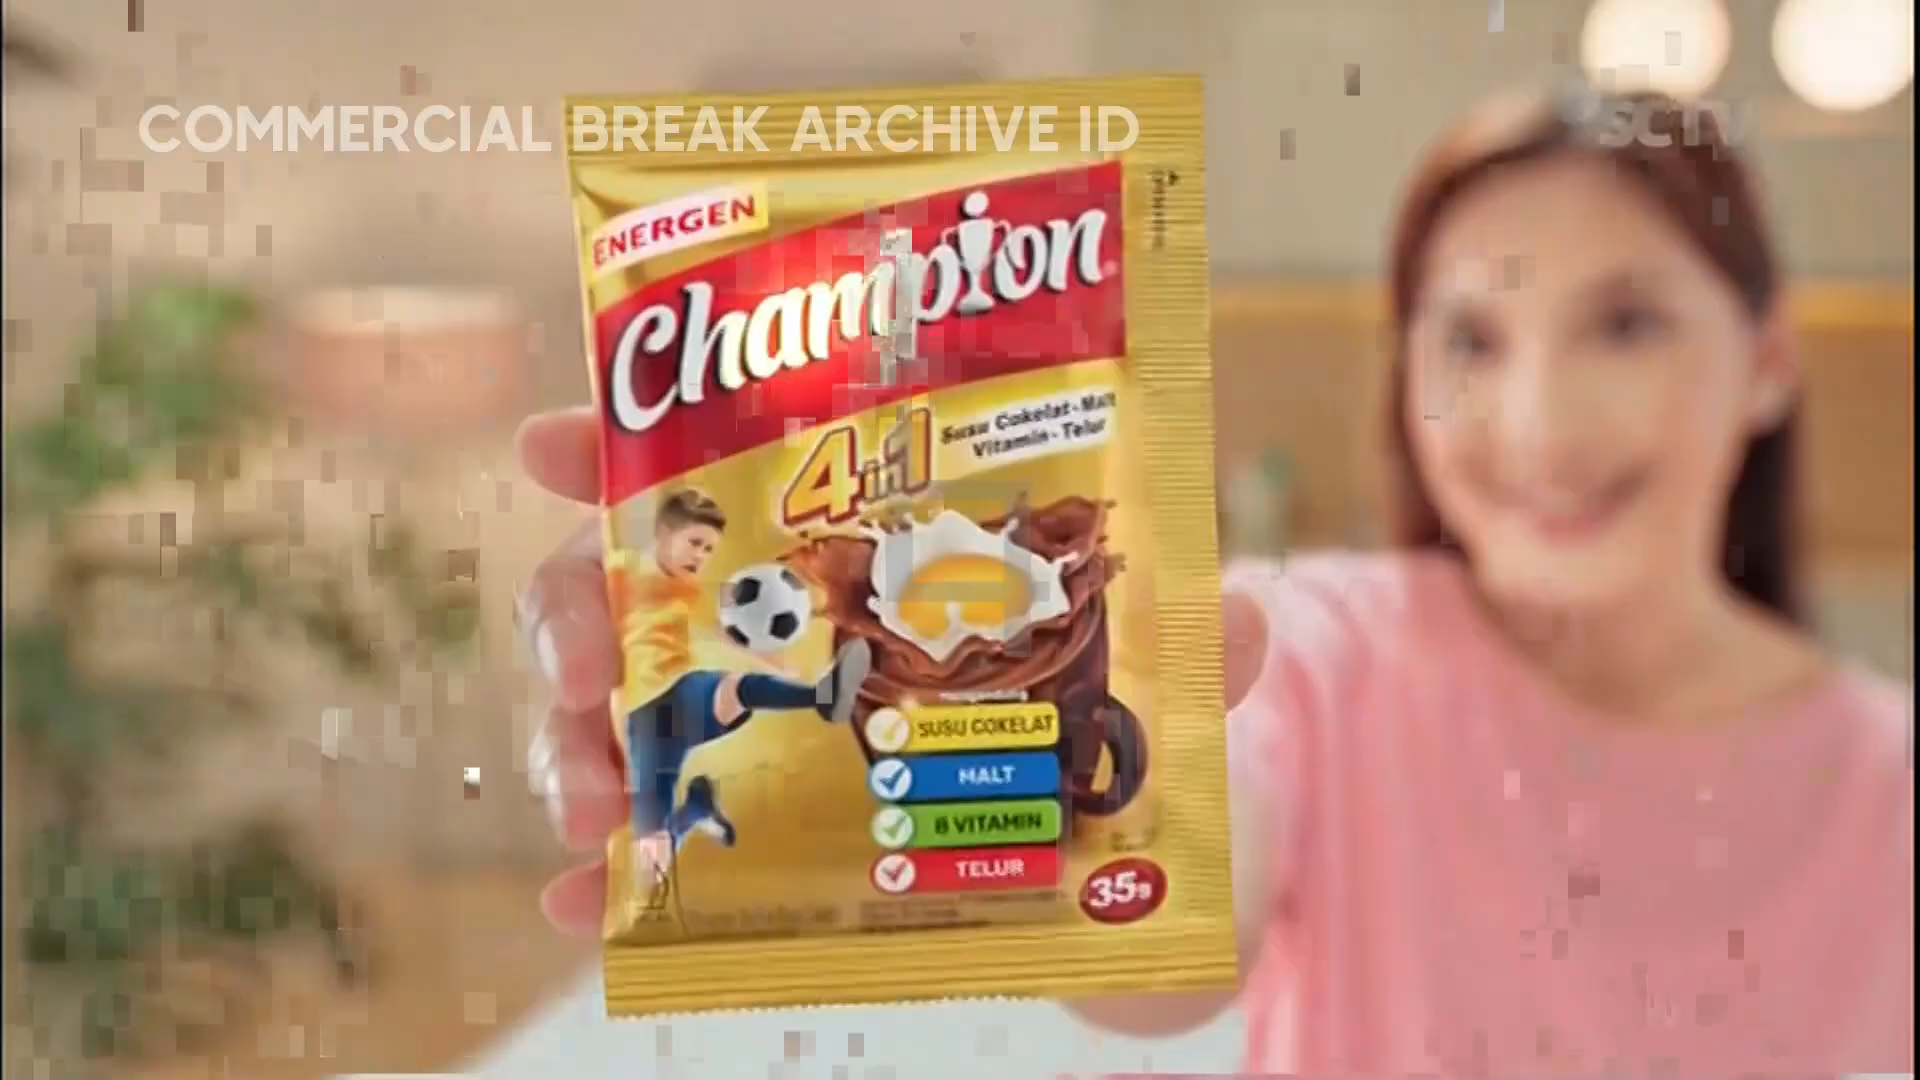 COMMERCIAL BREAK ARCHIVE ID
SCTV
ENERGEN
Champion
4in1
Susu Cokelat - Malt
Vitamin - Telur
SUSU COKELAT
MALT
8 VITAMIN
TELUR
35g